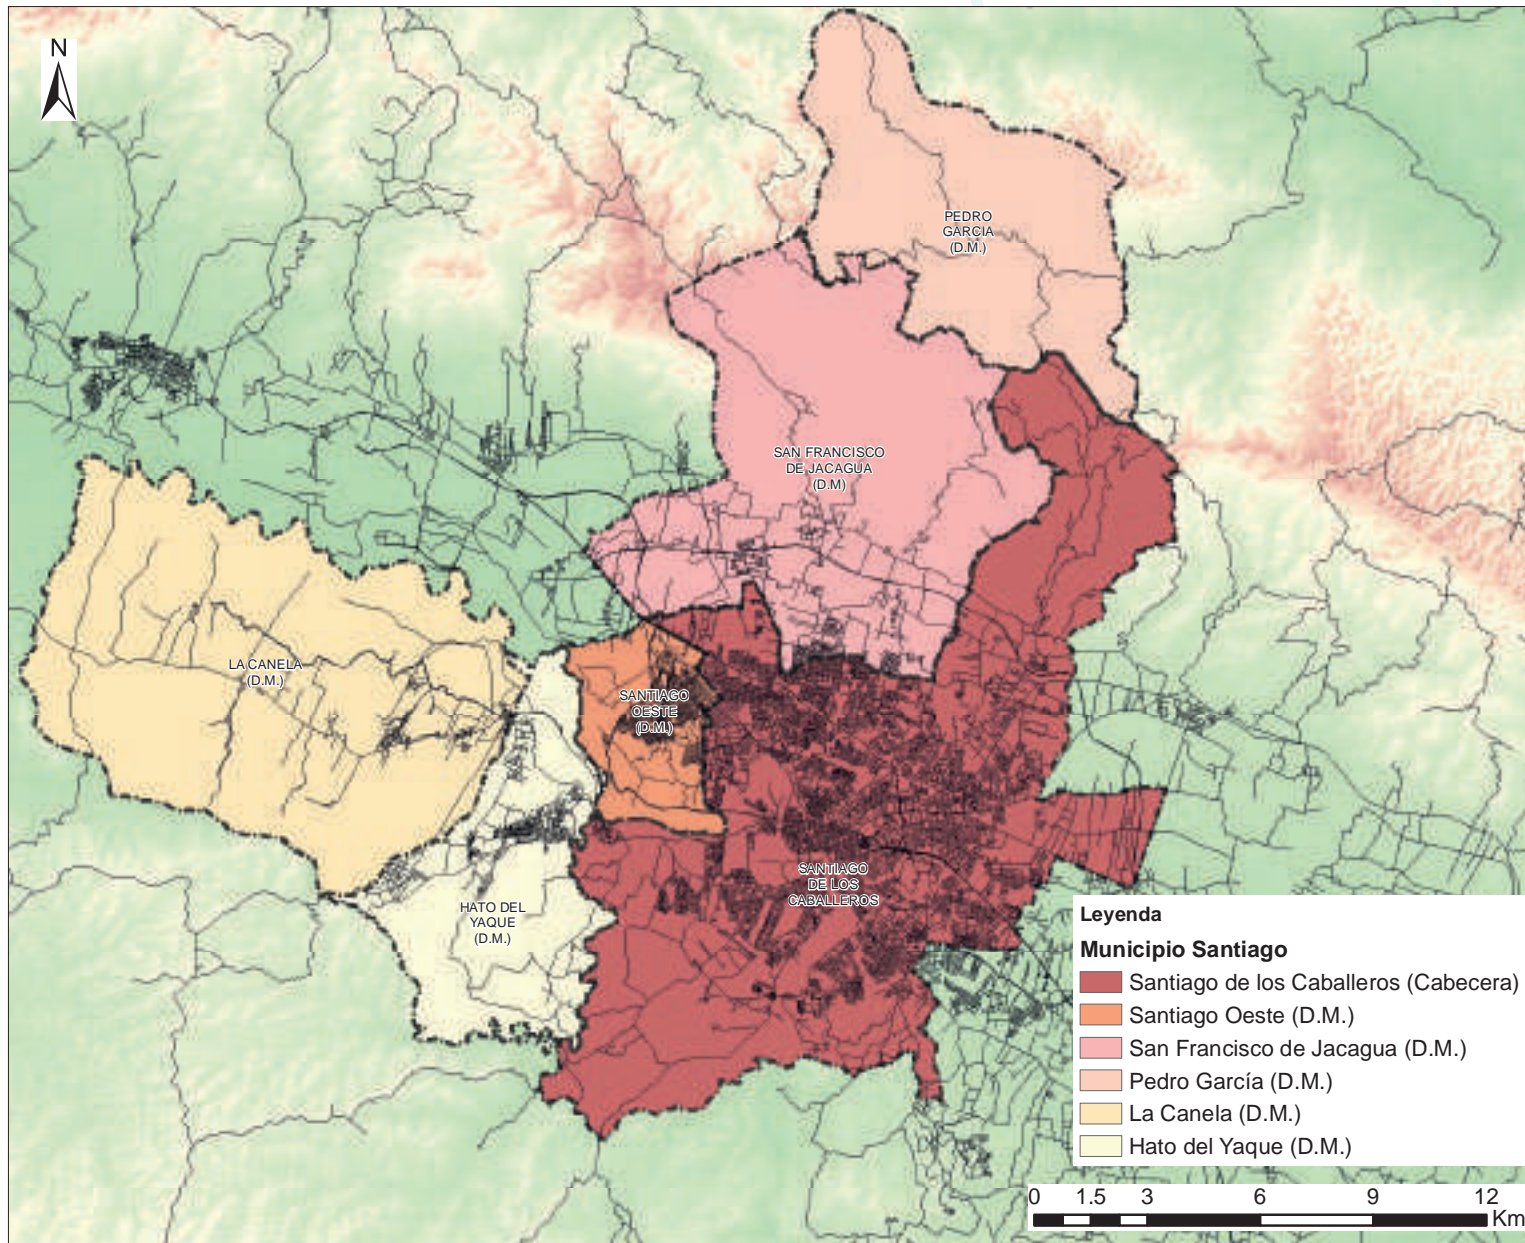 N
PEDRO
GARCIA
(D.M.)
SAN FRANCISCO
DE JACAGUA
(D.M)
LA CANELA
(D.M.)
SANTIAGO
OESTE
(D.M.)
SANTIAGO
DE LOS
CABALLEROS
HATO DEL
YAQUE
(D.M.)
Leyenda
Municipio Santiago
Santiago de los Caballeros (Cabecera)
Santiago Oeste (D.M.)
San Francisco de Jacagua (D.M.)
Pedro García (D.M.)
La Canela (D.M.)
Hato del Yaque (D.M.)
0 1.5 3 6 9 12
Km